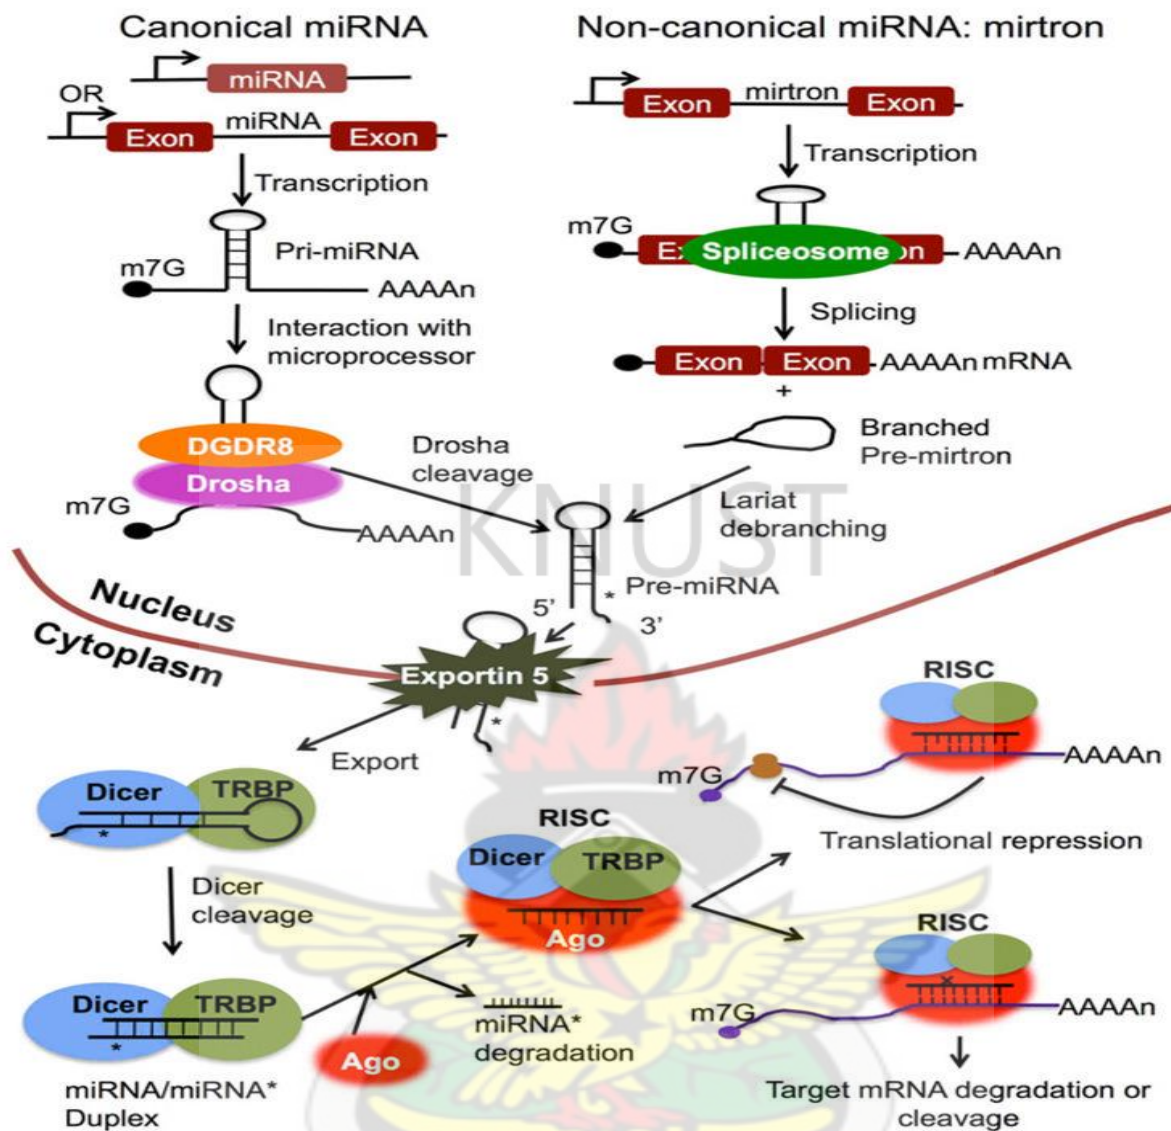 Canonical miRNA
miRNA
OR
miRNA
Exon
Exon
Transcription
m7G
Pri-miRNA
AAAAn
Interaction with
microprocessor
DGDR8
Drosha
m7G
AAAAn
Drosha
cleavage
Non-canonical miRNA: mirtron
mirtron
Exon
Exon
Transcription
m7G
Ex
Spliceosome
on
AAAAn
Splicing
Exon
Exon
AAAAn mRNA
+
Branched
Pre-mirtron
Lariat
debranching
KNUST
Pre-miRNA
*
5'
3'
Nucleus
Cytoplasm
Exportin 5
*
Export
Dicer
TRBP
*
Dicer
cleavage
Dicer
TRBP
*
miRNA/miRNA*
Duplex
Ago
miRNA*
degradation
RISC
Dicer
TRBP
Ago
RISC
m7G
AAAAn
Translational repression
RISC
x
m7G
AAAAn
Target mRNA degradation or
cleavage